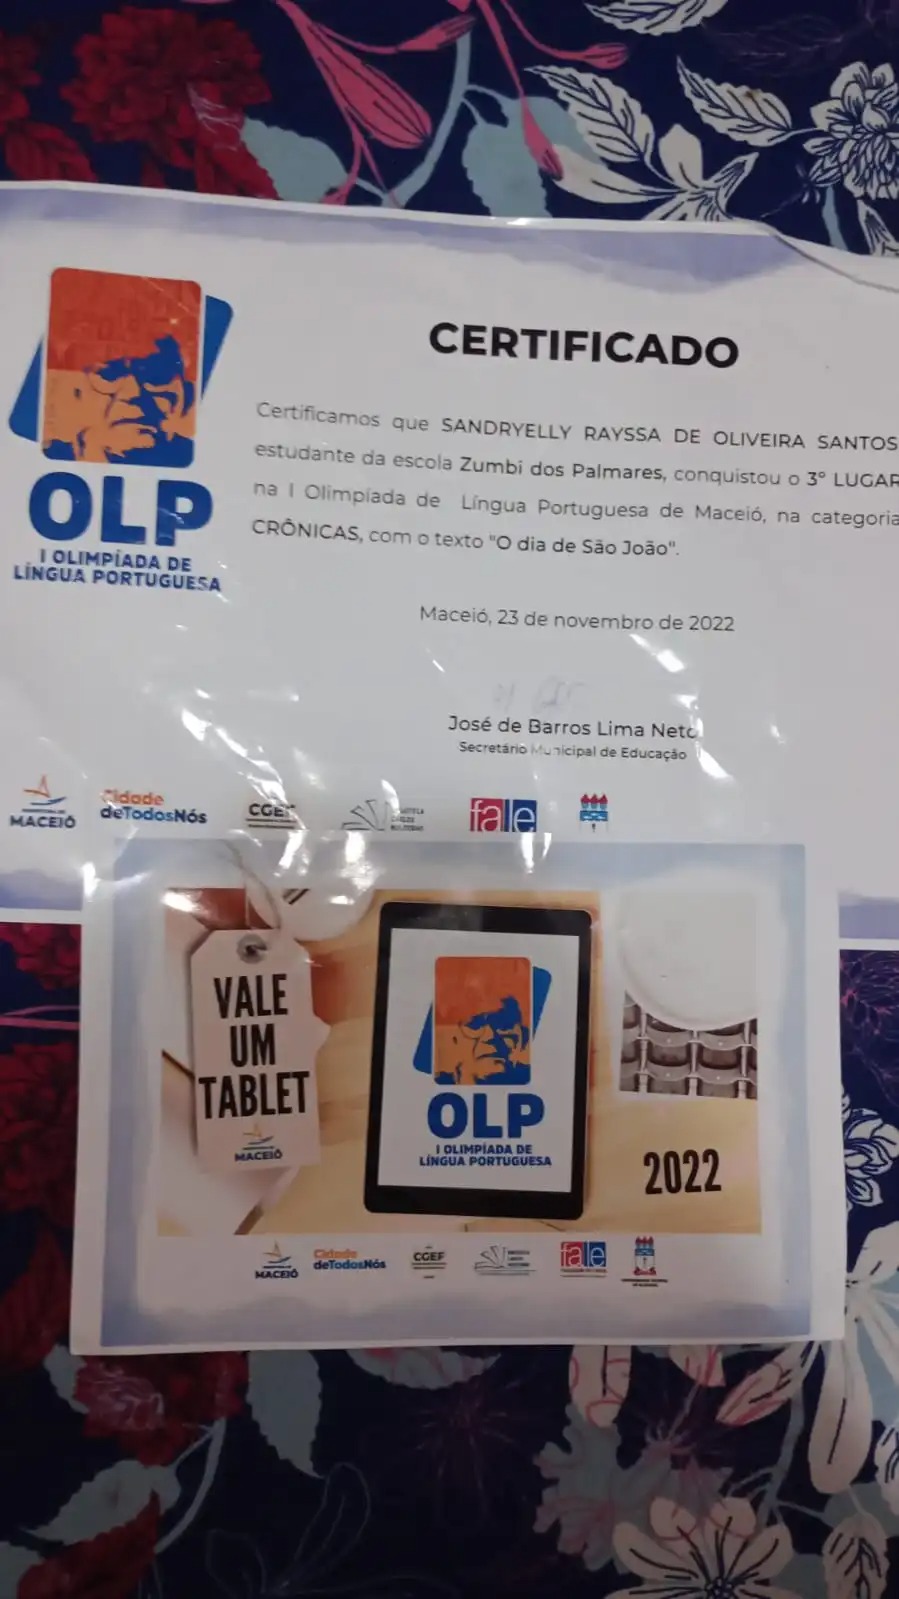 CERTIFICADO
Certificamos que SANDRYELLY RAYSSA DE OLIVEIRA SANTOS
estudante da escola Zumbi dos Palmares, conquistou o 3º LUGAR
na I Olimpíada de Língua Portuguesa de Maceió, na categoria
CRÔNICAS, com o texto "O dia de São João".
OLP
I OLIMPÍADA DE
LÍNGUA PORTUGUESA
Maceió, 23 de novembro de 2022
José de Barros Lima Neto
Secretário Municipal de Educação
MACEIÓ
Cidade
deTodosNós
CGEF
fale
VALE
UM
TABLET
MACEIÓ
OLP
I OLIMPÍADA DE
LÍNGUA PORTUGUESA
2022
MACEIÓ
Cidade
deTodosNós
CGEF
fale